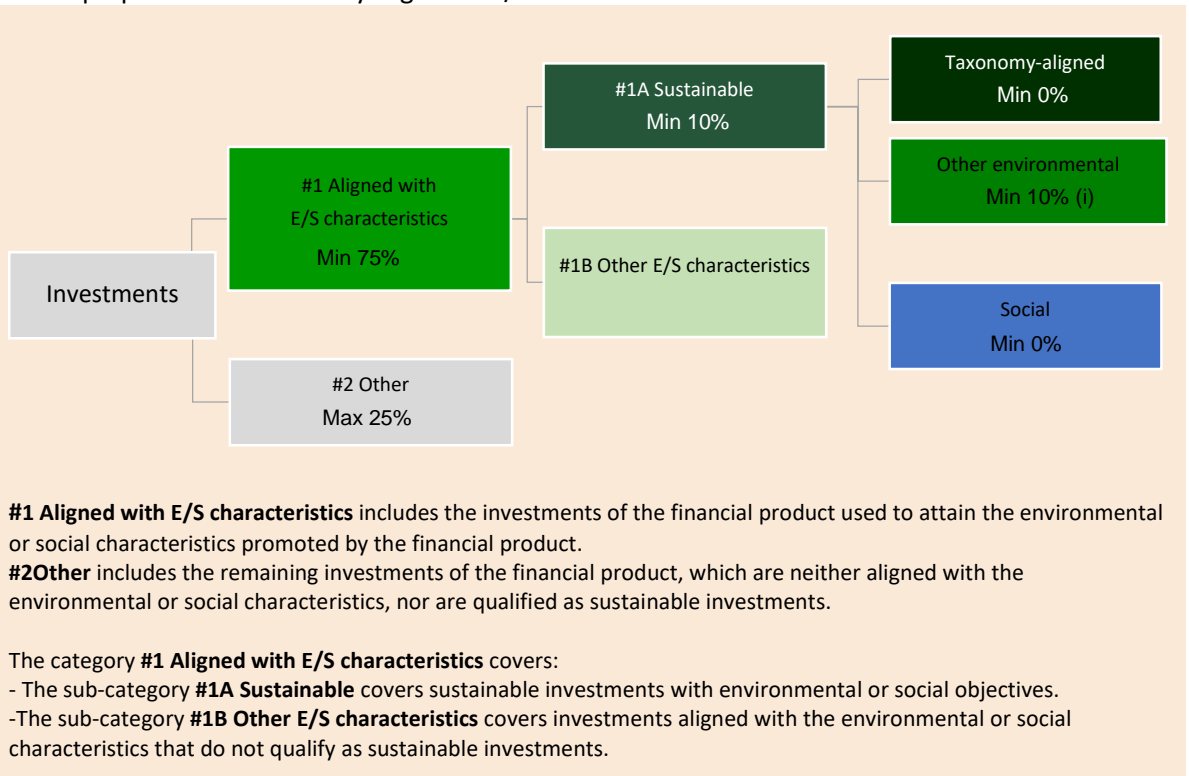 Taxonomy-aligned
Min 0%
#1A Sustainable
Min 10%
Other environmental
Min 10% (i)
#1 Aligned with
E/S characteristics
Min 75%
#1B Other E/S characteristics
Investments
Social
Min 0%
#2 Other
Max 25%
#1 Aligned with E/S characteristics includes the investments of the financial product used to attain the environmental
or social characteristics promoted by the financial product.
#2Other includes the remaining investments of the financial product, which are neither aligned with the
environmental or social characteristics, nor are qualified as sustainable investments.
The category #1 Aligned with E/S characteristics covers:
- The sub-category #1A Sustainable covers sustainable investments with environmental or social objectives.
-The sub-category #1B Other E/S characteristics covers investments aligned with the environmental or social
characteristics that do not qualify as sustainable investments.